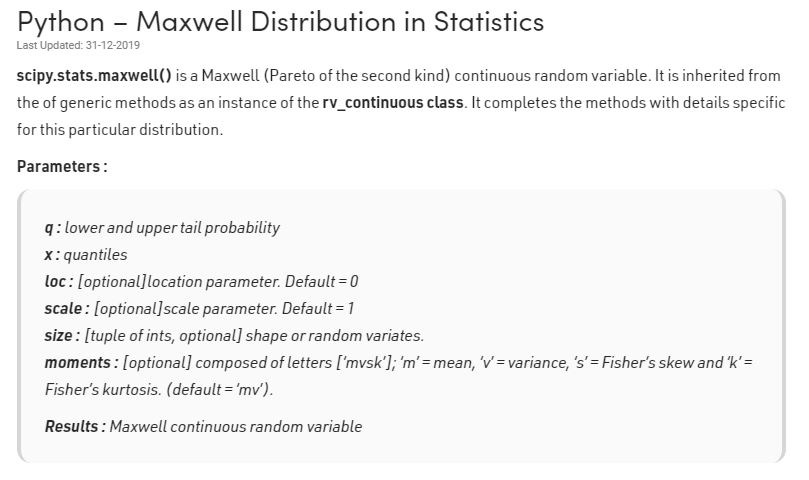 Python – Maxwell Distribution in Statistics
Last Updated: 31-12-2019
scipy.stats.maxwell() is a Maxwell (Pareto of the second kind) continuous random variable. It is inherited from
the of generic methods as an instance of the rv_continuous class. It completes the methods with details specific
for this particular distribution.
Parameters :
q : lower and upper tail probability
x : quantiles
loc : [optional]location parameter. Default = 0
scale : [optional]scale parameter. Default = 1
size : [tuple of ints, optional] shape or random variates.
moments : [optional] composed of letters [‘mvsk’]; ‘m’ = mean, ‘v’ = variance, ‘s’ = Fisher’s skew and ‘k’ =
Fisher’s kurtosis. (default = ‘mv’).
Results : Maxwell continuous random variable